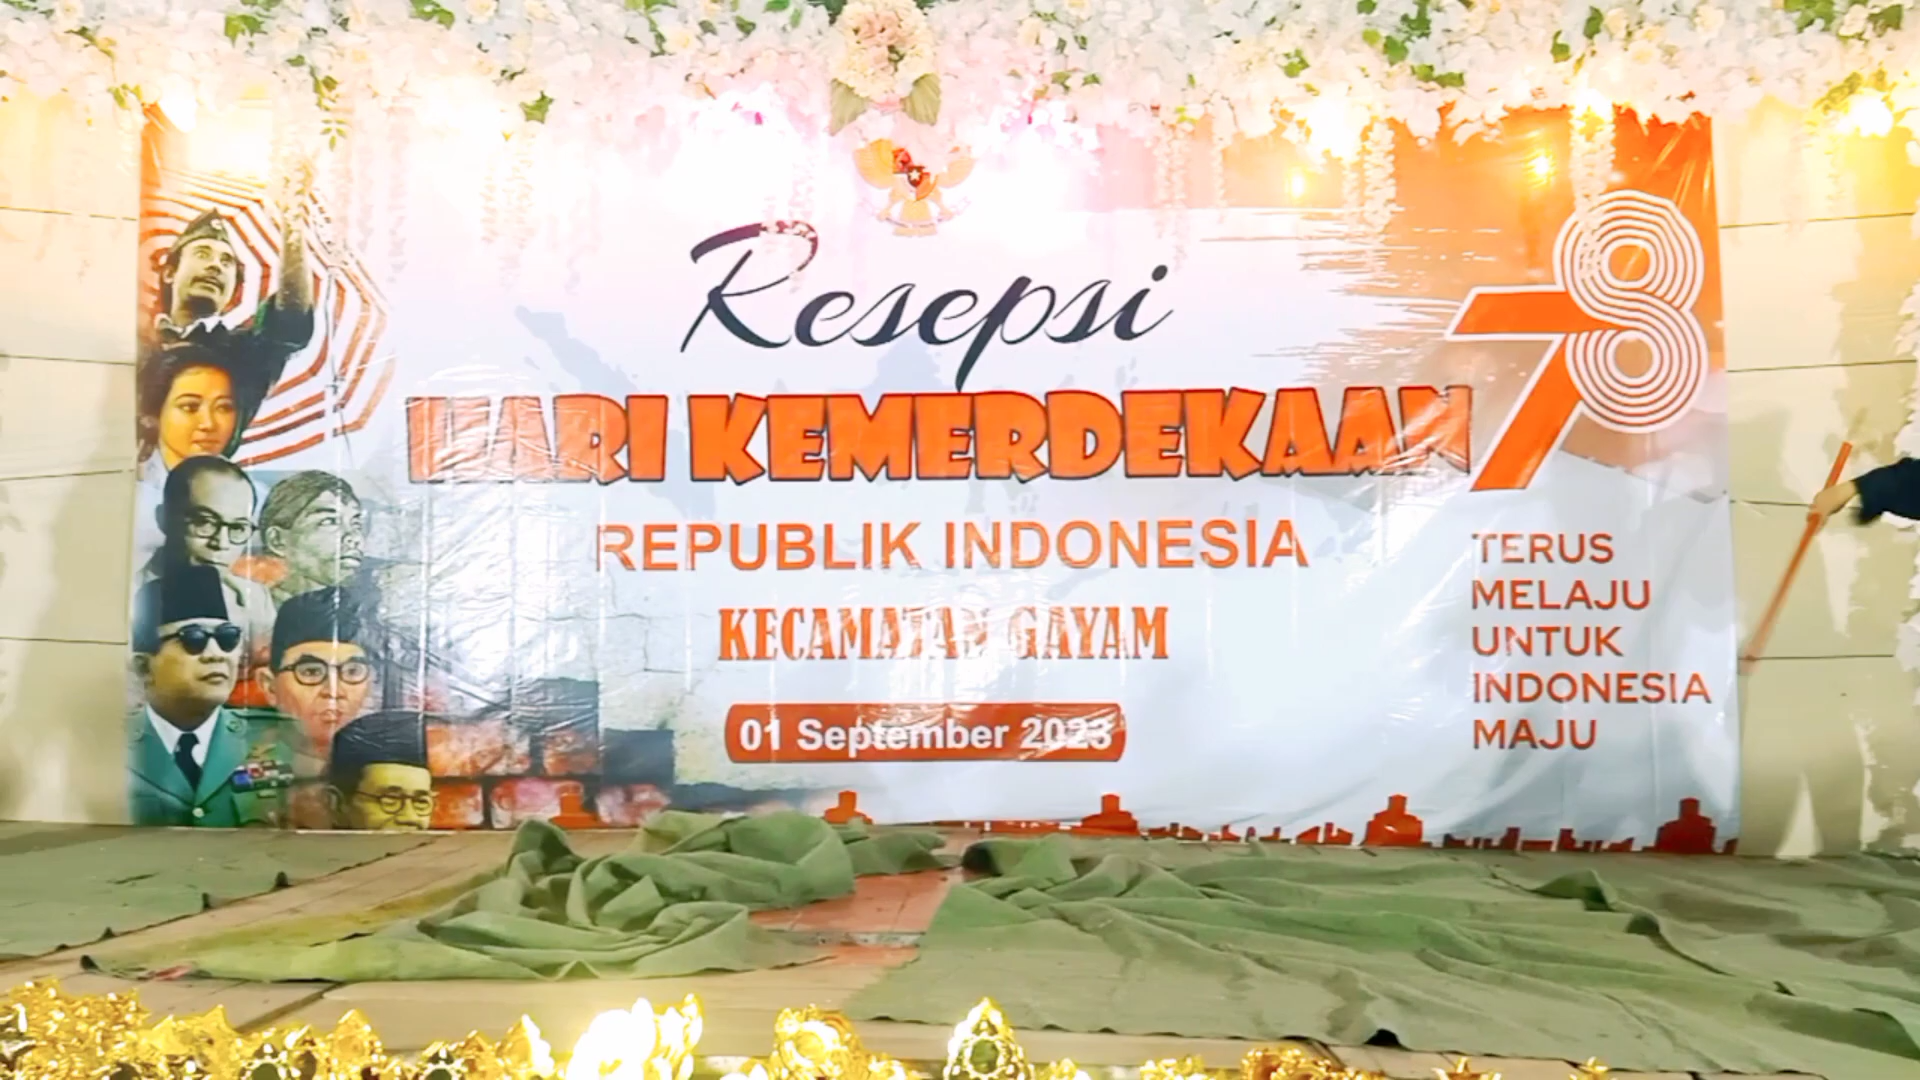 Resepsi
HARI KEMERDEKAAN
REPUBLIK INDONESIA
KECAMATAN GAYAM
01 September 2023
78
TERUS
MELAJU
UNTUK
INDONESIA
MAJU